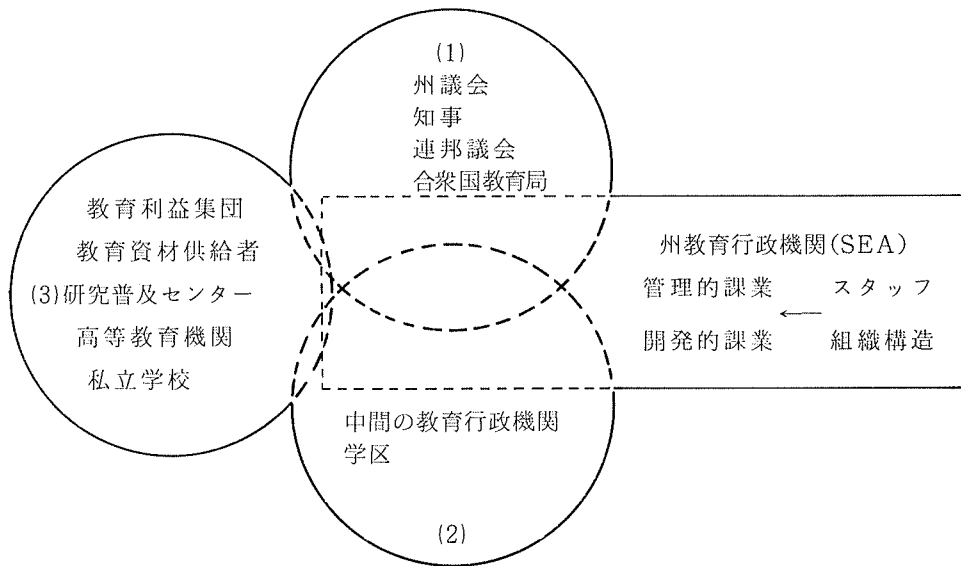 (1)
州議会
知事
連邦議会
合衆国教育局
教育利益集団
教育資材供給者
(3)研究普及センター
高等教育機関
私立学校
州教育行政機関(SEA)
管理的課業 スタッフ
←
開発的課業 組織構造
中間の教育行政機関
学区
(2)